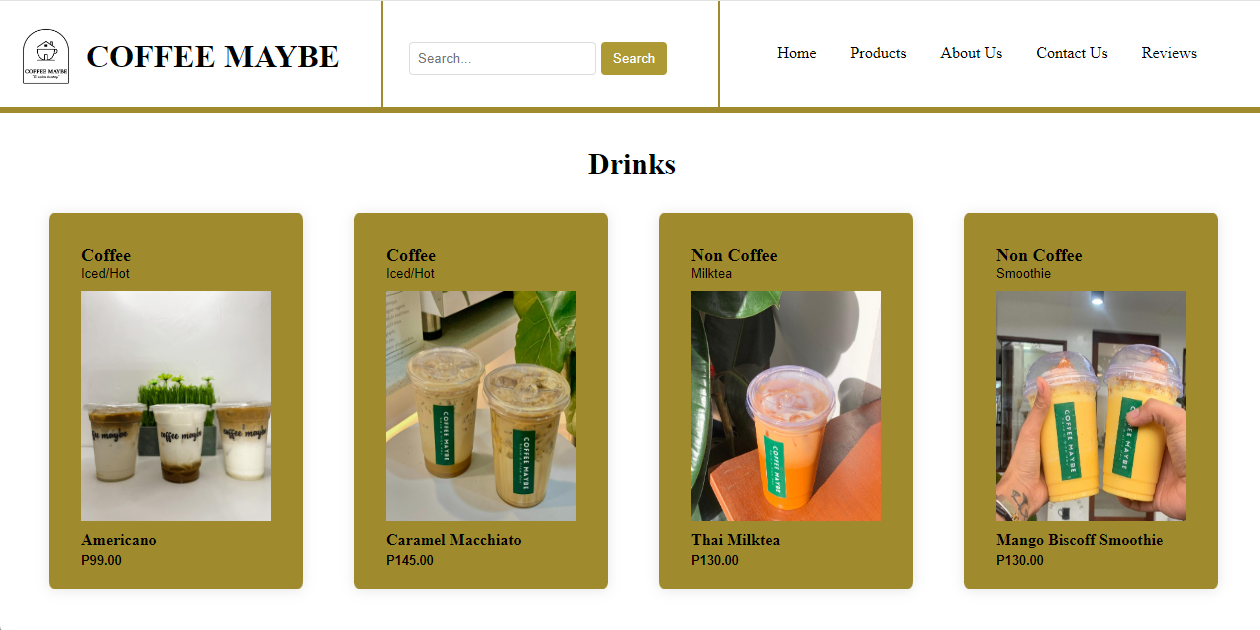 COFFEE MAYBE
COFFEE MAYBE
Search...
Search
Home
Products
About Us
Contact Us
Reviews
Drinks
Coffee
Iced/Hot
coffee maybe
coffee maybe
Americano
P99.00
Coffee
Iced/Hot
COFFEE MAYBE
COFFEE MAYBE
Caramel Macchiato
P145.00
Non Coffee
Milktea
COFFEE MAYBE
Thai Milktea
P130.00
Non Coffee
Smoothie
COFFEE MAYBE
COFFEE MAYBE
Mango Biscoff Smoothie
P130.00